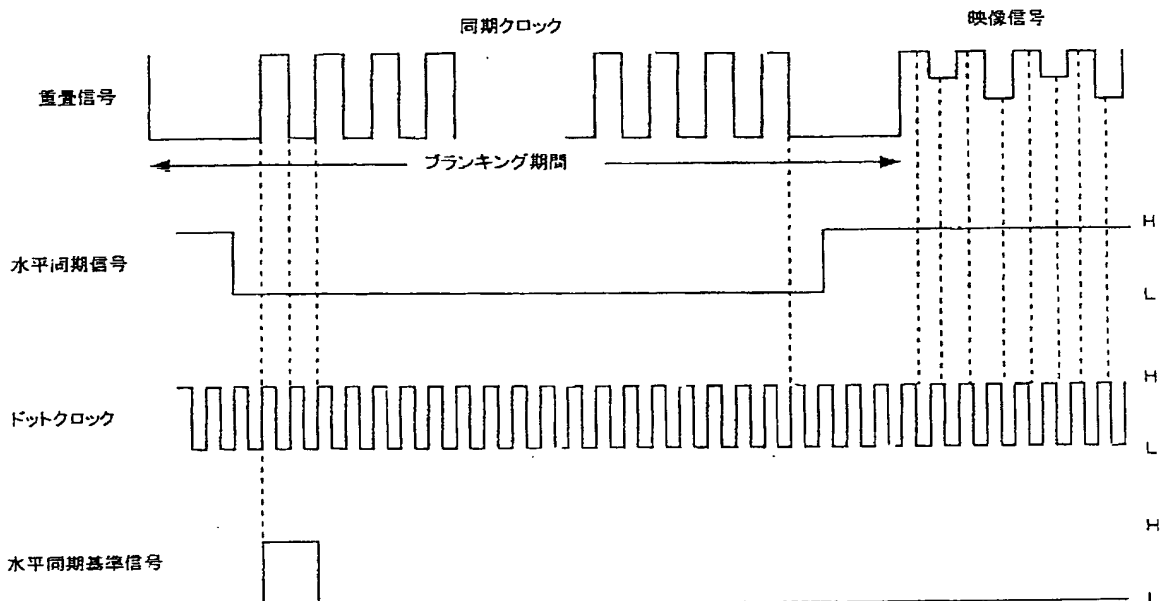 同期クロック
映像信号
重畳信号
ブランキング期間
H
水平同期信号
L
H
ドットクロック
L
H
水平同期基準信号
L